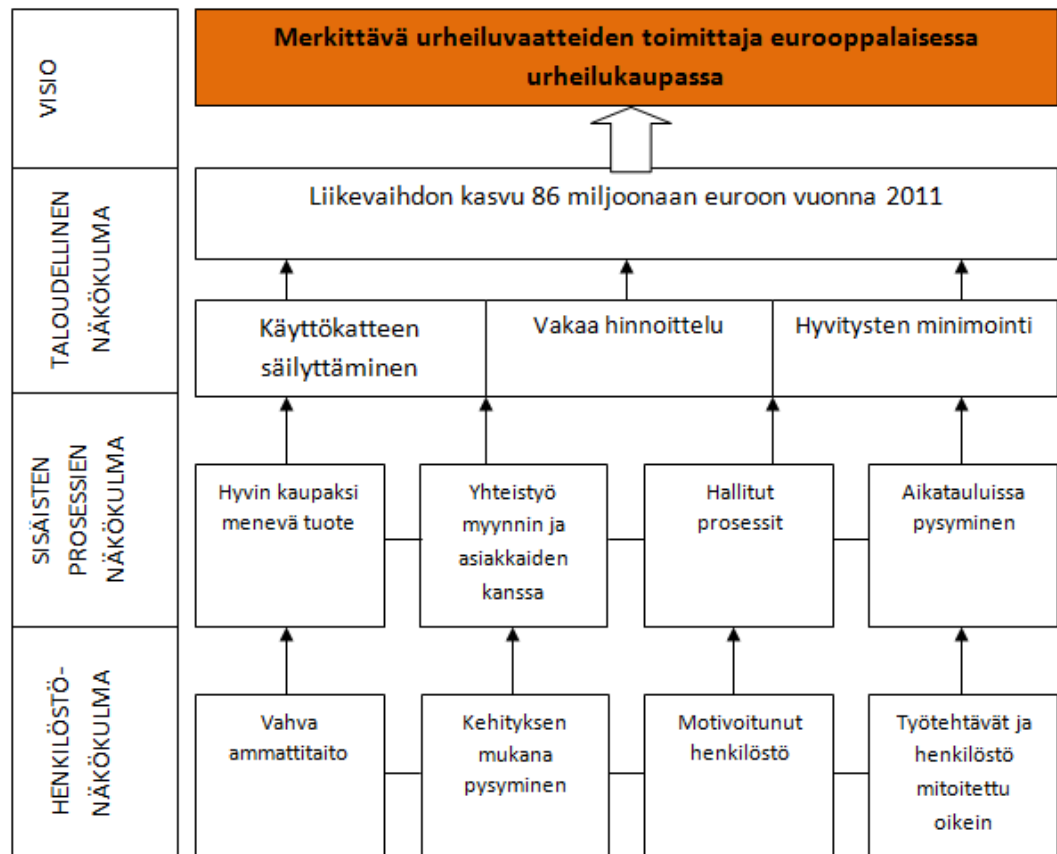 VISIO
Merkittävä urheiluvaatteiden toimittaja eurooppalaisessa
urheilukaupassa
TALOUDELLINEN
NÄKÖKULMA
Liikevaihdon kasvu 86 miljoonaan euroon vuonna 2011
Käyttökatteen
säilyttäminen
Vakaa hinnoittelu
Hyvitysten minimointi
SISÄISTEN
PROSESSIEN
NÄKÖKULMA
Hyvin kaupaksi
menevä tuote
Yhteistyö
myynnin ja
asiakkaiden
kanssa
Hallitut
prosessit
Aikatauluissa
pysyminen
HENKILÖSTÖ-
NÄKÖKULMA
Vahva
ammattitaito
Kehityksen
mukana
pysyminen
Motivoitunut
henkilöstö
Työtehtävät ja
henkilöstö
mitoitettu
oikein